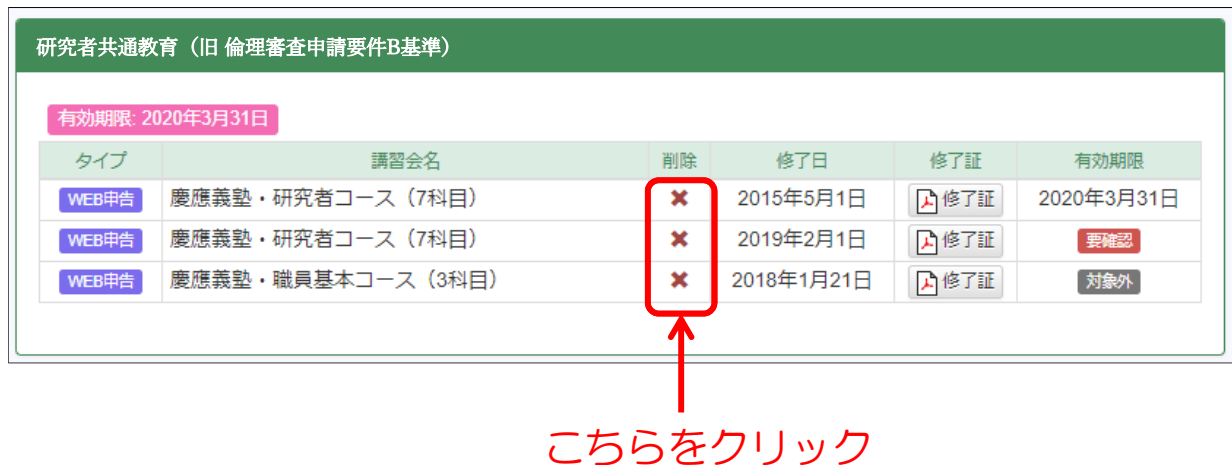 研究者共通教育（旧 倫理審査申請要件B基準）
有効期限: 2020年3月31日
タイプ 講習会名 削除 修了日 修了証 有効期限
WEB申告 慶應義塾・研究者コース（7科目） ✖ 2015年5月1日 修了証 2020年3月31日
WEB申告 慶應義塾・研究者コース（7科目） ✖ 2019年2月1日 修了証 要確認
WEB申告 慶應義塾・職員基本コース（3科目） ✖ 2018年1月21日 修了証 対象外
こちらをクリック